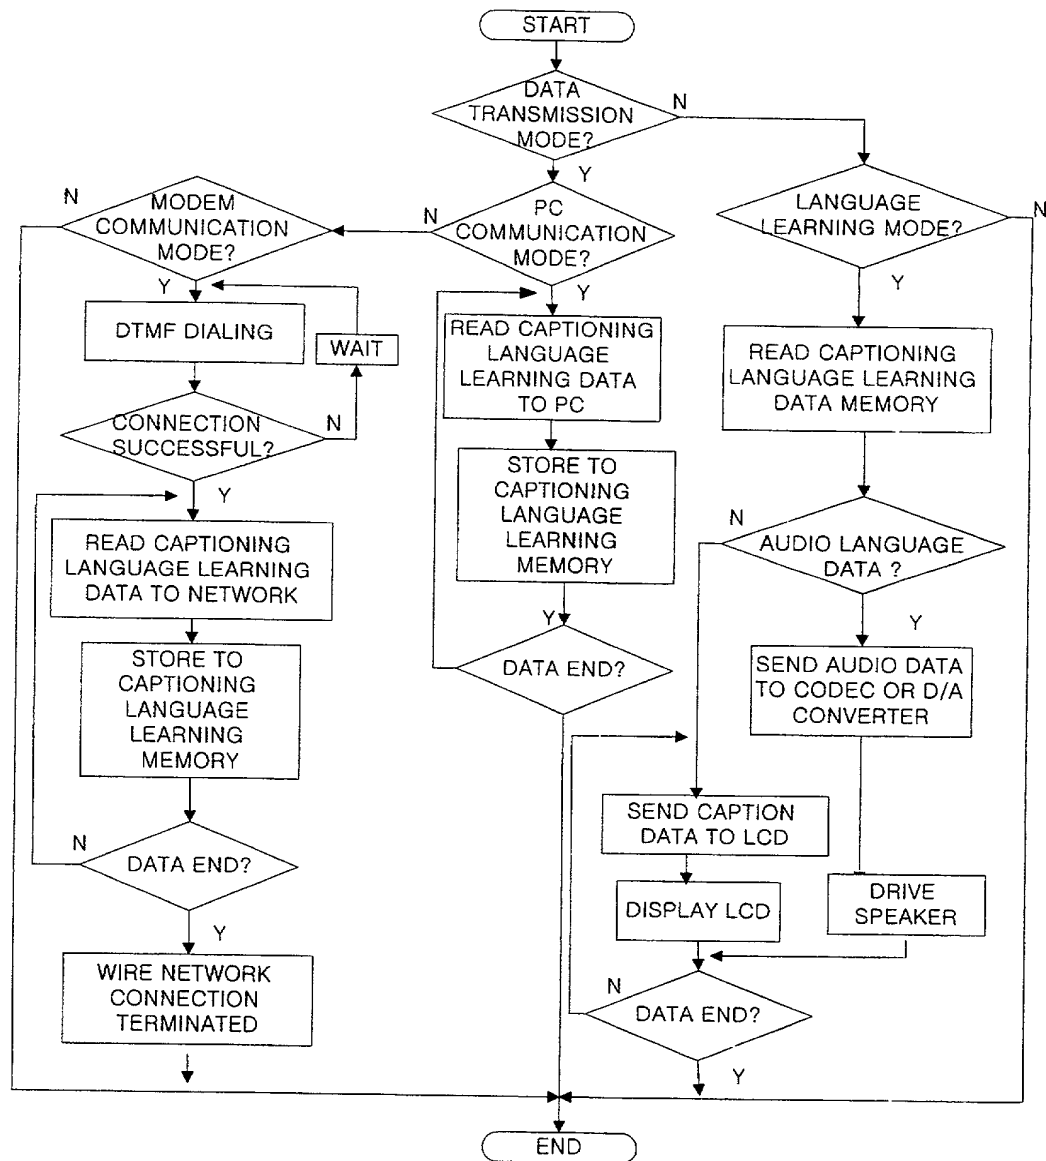 START
DATA
TRANSMISSION
MODE?
N
Y
N
MODEM
COMMUNICATION
MODE?
Y
N
PC
COMMUNICATION
MODE?
Y
LANGUAGE
LEARNING MODE?
N
Y
DTMF DIALING
WAIT
CONNECTION
SUCCESSFUL?
N
Y
READ CAPTIONING
LANGUAGE LEARNING
DATA TO NETWORK
STORE TO
CAPTIONING
LANGUAGE
LEARNING
MEMORY
N
DATA END?
Y
WIRE NETWORK
CONNECTION
TERMINATED
READ CAPTIONING
LANGUAGE
LEARNING DATA
TO PC
STORE TO
CAPTIONING
LANGUAGE
LEARNING
MEMORY
Y
DATA END?
READ CAPTIONING
LANGUAGE LEARNING
DATA MEMORY
N
AUDIO LANGUAGE
DATA ?
Y
SEND AUDIO DATA
TO CODEC OR D/A
CONVERTER
SEND CAPTION
DATA TO LCD
DISPLAY LCD
DRIVE
SPEAKER
N
DATA END?
Y
END